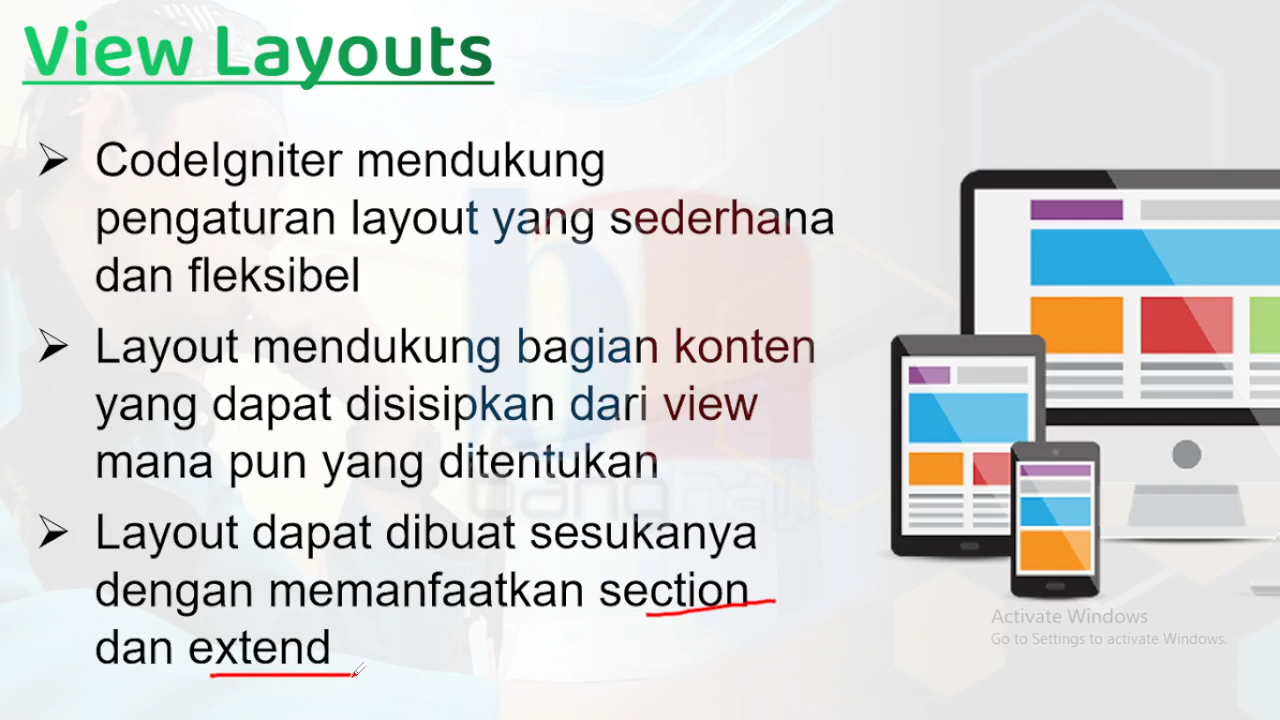 View Layouts
CodeIgniter mendukung
pengaturan layout yang sederhana
dan fleksibel
Layout mendukung bagian konten
yang dapat disisipkan dari view
mana pun yang ditentukan
Layout dapat dibuat sesukanya
dengan memanfaatkan section
dan extend
Activate Windows
Go to Settings to activate Windows.